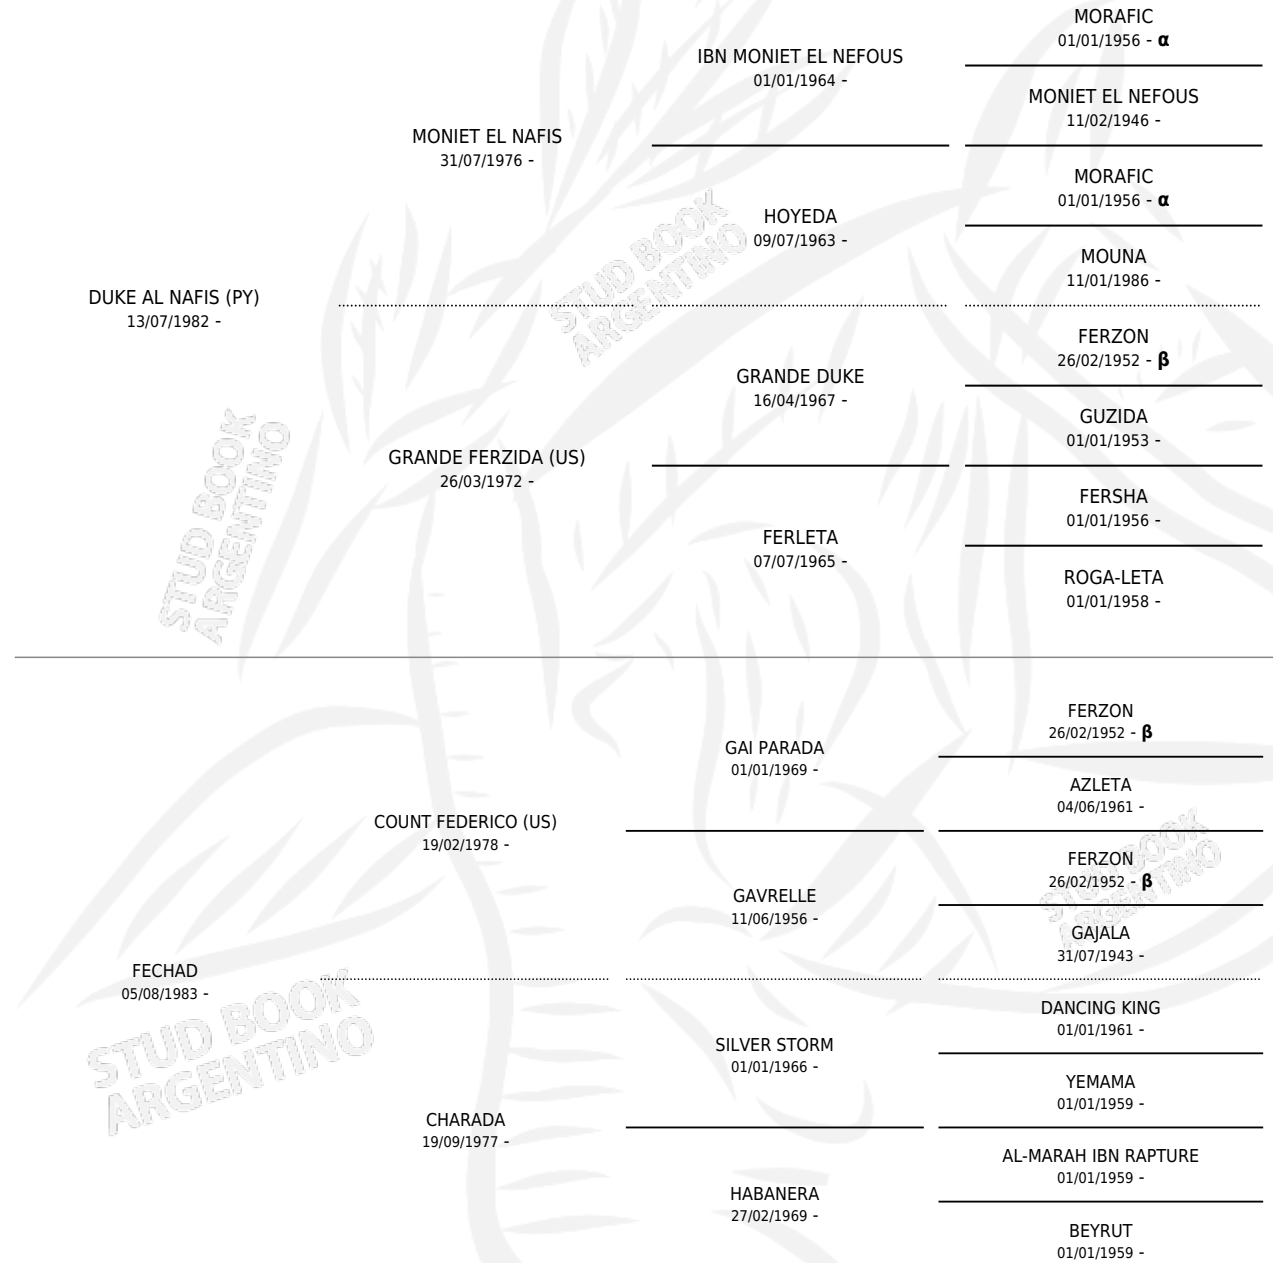 MORAFIC
01/01/1956 - α
IBN MONIET EL NEFOUS
01/01/1964 -
MONIET EL NEFOUS
11/02/1946 -
MONIET EL NAFIS
31/07/1976 -
MORAFIC
01/01/1956 - α
HOYEDA
09/07/1963 -
MOUNA
11/01/1986 -
DUKE AL NAFIS (PY)
13/07/1982 -
FERZON
26/02/1952 - β
GRANDE DUKE
16/04/1967 -
GUZIDA
01/01/1953 -
GRANDE FERZIDA (US)
26/03/1972 -
FERSHA
01/01/1956 -
FERLETA
07/07/1965 -
ROGA-LETA
01/01/1958 -
FERZON
26/02/1952 - β
GAI PARADA
01/01/1969 -
AZLETA
04/06/1961 -
COUNT FEDERICO (US)
19/02/1978 -
FERZON
26/02/1952 - β
GAVRELLE
11/06/1956 -
GAJALA
31/07/1943 -
FECHAD
05/08/1983 -
DANCING KING
01/01/1961 -
SILVER STORM
01/01/1966 -
YEMAMA
01/01/1959 -
CHARADA
19/09/1977 -
AL-MARAH IBN RAPTURE
01/01/1959 -
HABANERA
27/02/1969 -
BEYRUT
01/01/1959 -
STUD BOOK
ARGENTINO
STUD BOOK
ARGENTINO
STUD BOOK
ARGENTINO
STUD BOOK
ARGENTINO